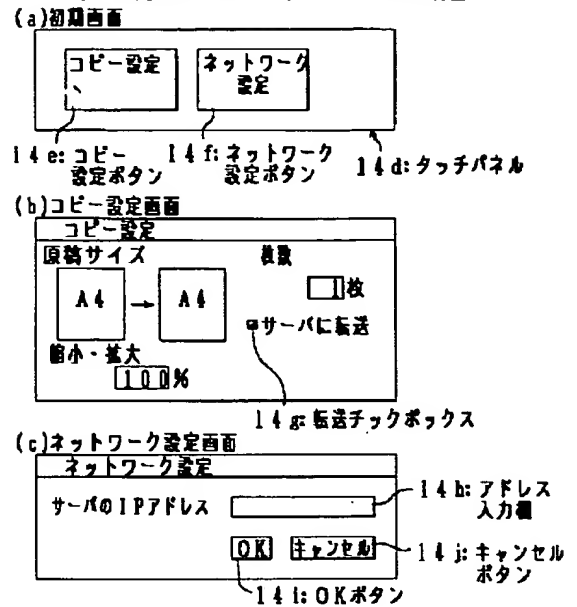 (a)初期画面
コピー設定
ネットワーク
設定
14e:コピー
設定ボタン
14f:ネットワーク
設定ボタン
14d:タッチパネル
(b)コピー設定画面
コピー設定
原稿サイズ
枚数
A4 → A4
1枚
サーバに転送
縮小・拡大
100%
14g:転送チックボックス
(c)ネットワーク設定画面
ネットワーク設定
サーバのIPアドレス
14h:アドレス
入力欄
OK
キャンセル
14j:キャンセル
ボタン
14i:OKボタン